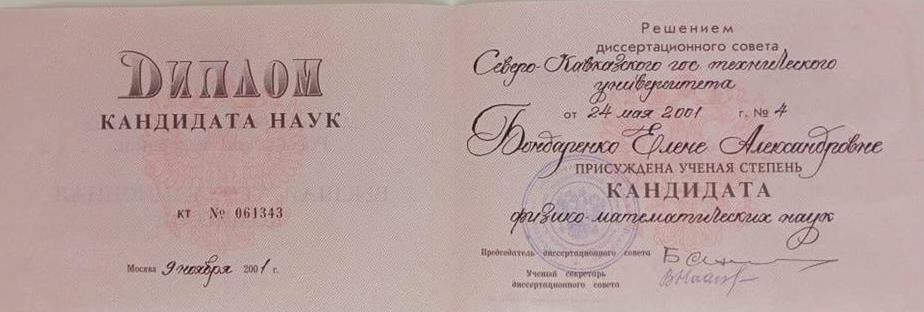 ДИПЛОМ
КАНДИДАТА НАУК
КТ № 061343
Москва 9 ноября 2001 г.
Решением
диссертационного совета
Северо-Кавказского гос технического
университета
от 24 мая 2001 г. № 4
Бондаренко Елене Александровне
ПРИСУЖДЕНА УЧЕНАЯ СТЕПЕНЬ
КАНДИДАТА
физико-математических наук
Председатель диссертационного совета
Ученый секретарь
диссертационного совета